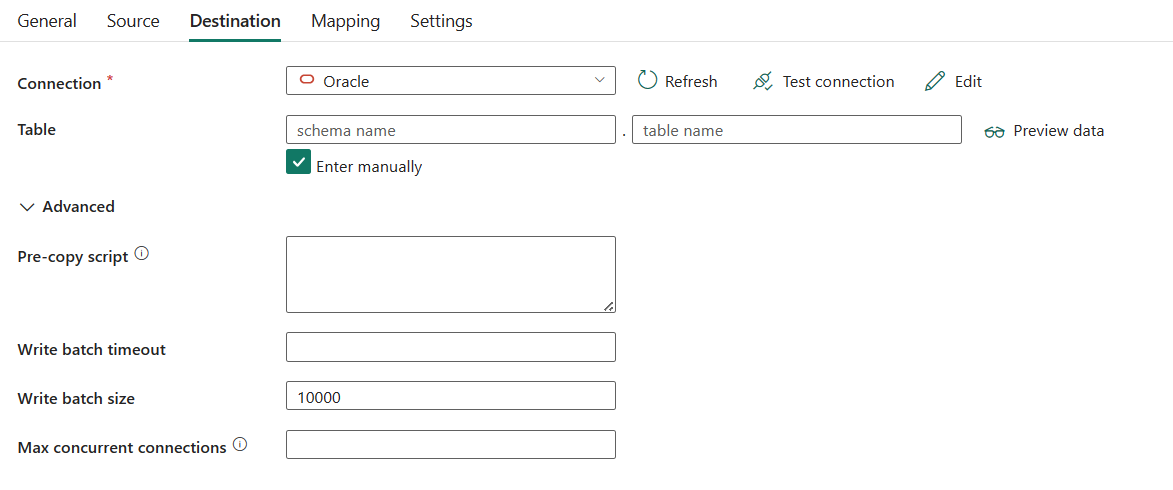 General Source Destination Mapping Settings
Connection * Oracle Refresh Test connection Edit
Table schema name . table name Preview data
Enter manually
Advanced
Pre-copy script
Write batch timeout
Write batch size 10000
Max concurrent connections